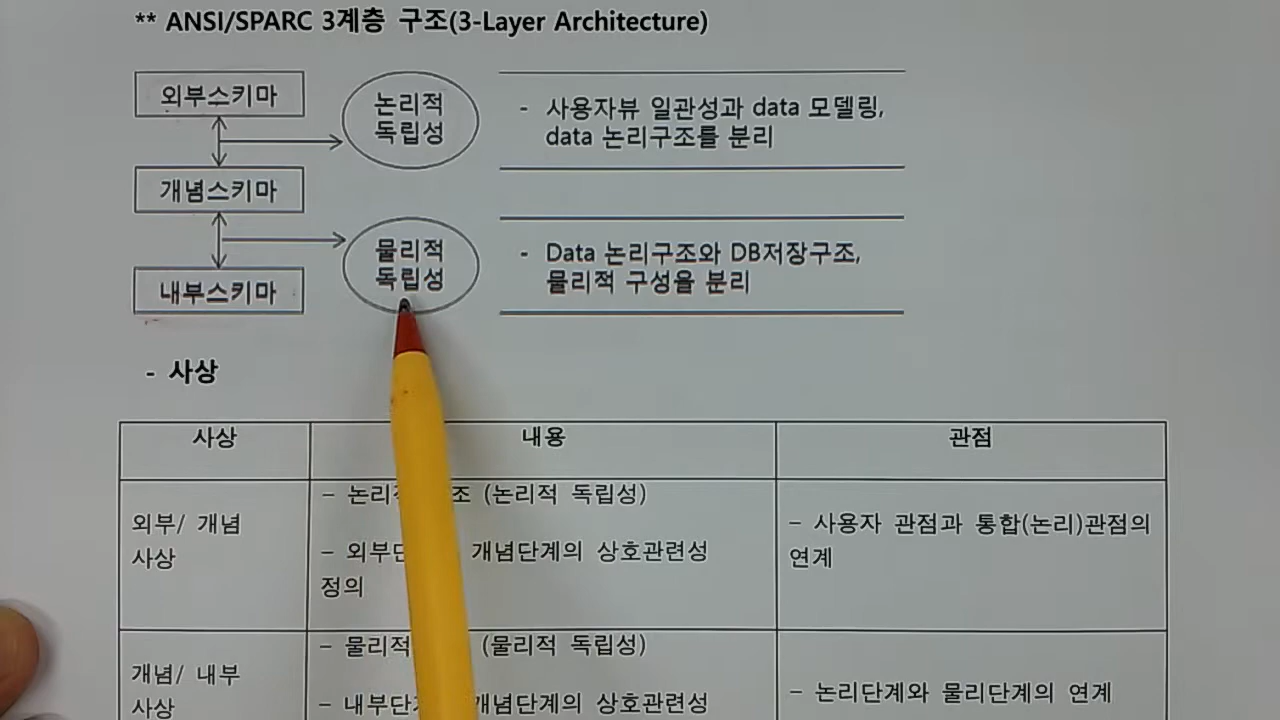 ** ANSI/SPARC 3계층 구조(3-Layer Architecture)
외부스키마
논리적
독립성
- 사용자뷰 일관성과 data 모델링,
data 논리구조를 분리
개념스키마
물리적
독립성
- Data 논리구조와 DB저장구조,
물리적 구성을 분리
내부스키마
- 사상
사상 내용 관점
외부/ 개념
사상
- 논리적 조 (논리적 독립성)
- 외부단 개념단계의 상호관련성
정의
- 사용자 관점과 통합(논리)관점의
연계
개념/ 내부
사상
- 물리적 (물리적 독립성)
- 내부단 개념단계의 상호관련성
- 논리단계와 물리단계의 연계